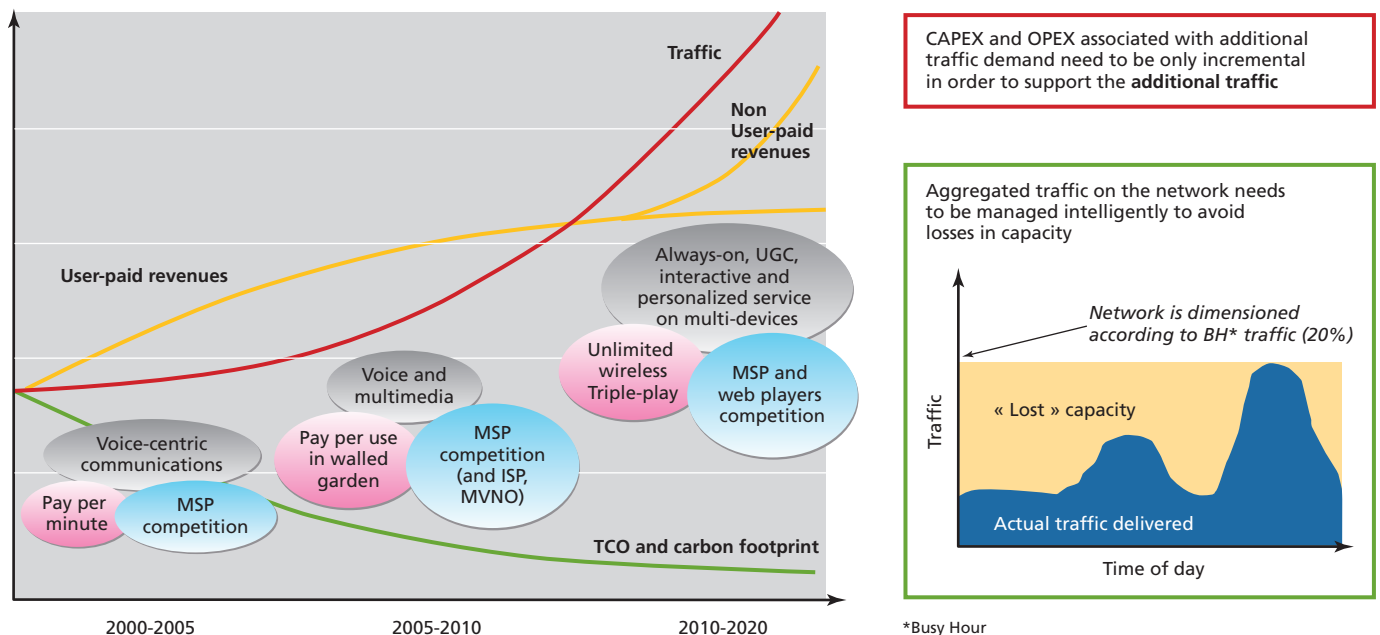 Traffic
Non
User-paid
revenues
User-paid revenues
Always-on, UGC,
interactive and
personalized service
on multi-devices
Unlimited
wireless
Triple-play
MSP and
web players
competition
Voice and
multimedia
Pay per use
in walled
garden
MSP
competition
(and ISP,
MVNO)
Voice-centric
communications
Pay per
minute
MSP
competition
TCO and carbon footprint
2000-2005
2005-2010
2010-2020
CAPEX and OPEX associated with additional
traffic demand need to be only incremental
in order to support the additional traffic
Aggregated traffic on the network needs
to be managed intelligently to avoid
losses in capacity
Network is dimensioned
according to BH* traffic (20%)
« Lost » capacity
Traffic
Actual traffic delivered
Time of day
*Busy Hour